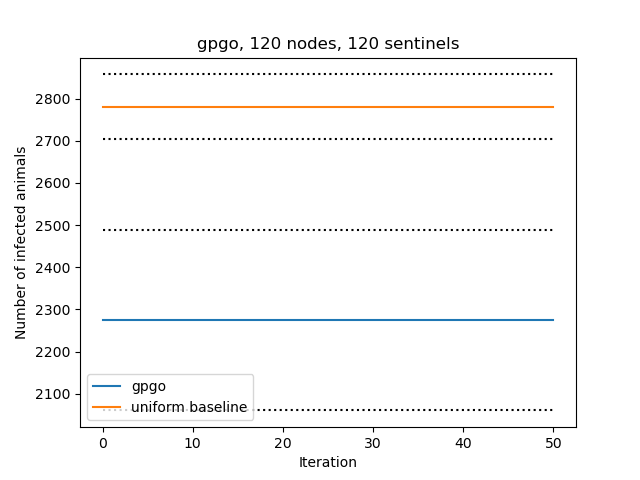 gpgo, 120 nodes, 120 sentinels
Number of infected animals
2800
2700
2600
2500
2400
2300
2200
2100
gpgo
uniform baseline
0 10 20 30 40 50
Iteration